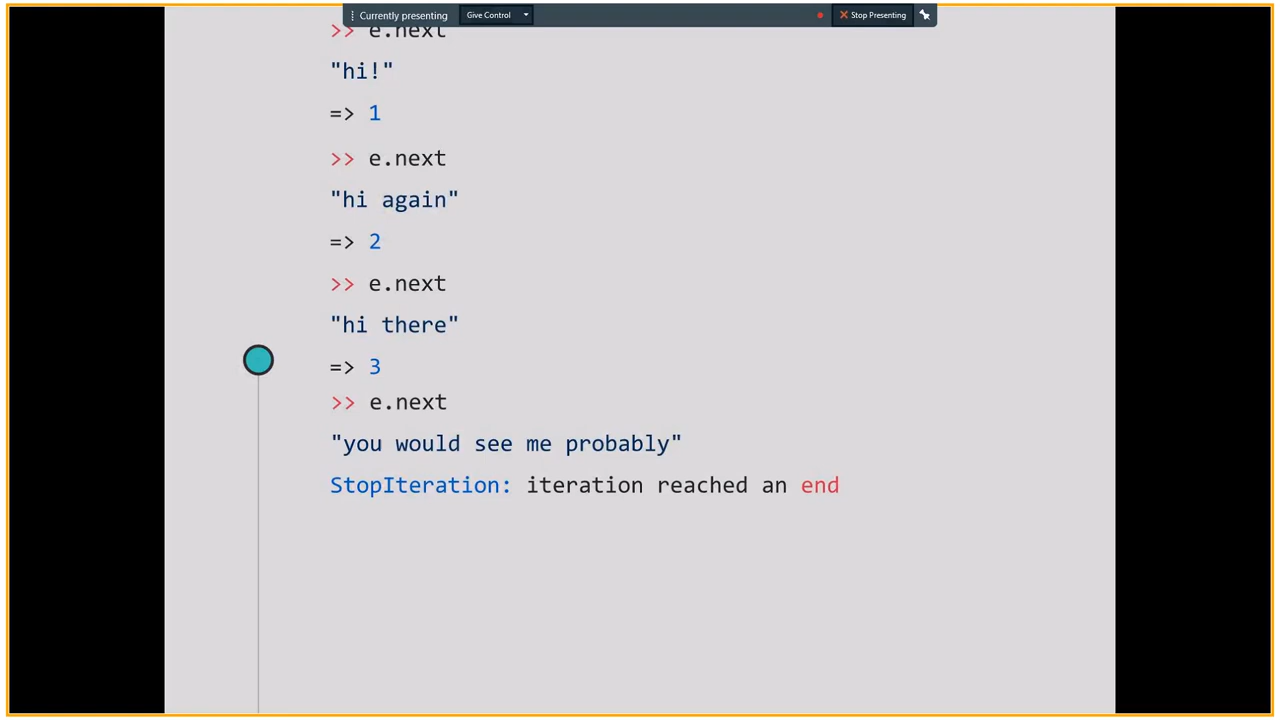 Currently presenting Give Control Stop Presenting
>> e.next
"hi!"
=> 1
>> e.next
"hi again"
=> 2
>> e.next
"hi there"
=> 3
>> e.next
"you would see me probably"
StopIteration: iteration reached an end